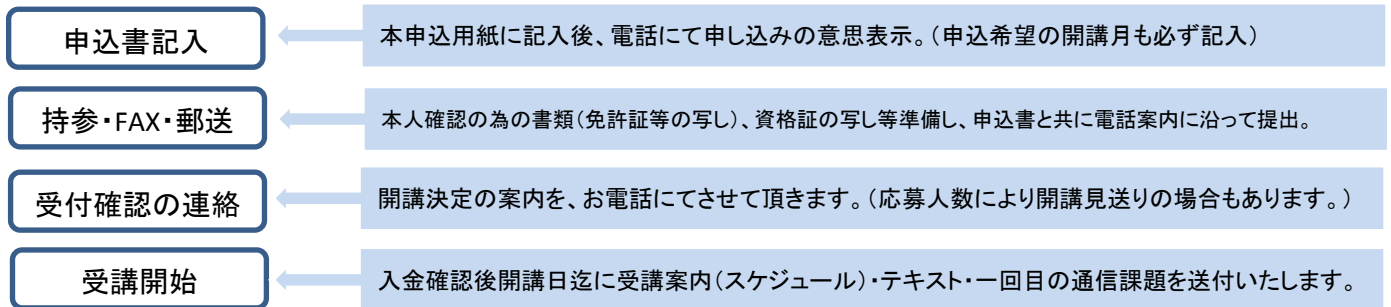 申込書記入
本申込用紙に記入後、電話にて申し込みの意思表示。（申込希望の開講月も必ず記入）
持参・FAX・郵送
本人確認の為の書類（免許証等の写し）、資格証の写し等準備し、申込書と共に電話案内に沿って提出。
受付確認の連絡
開講決定の案内を、お電話にてさせて頂きます。（応募人数により開講見送りの場合もあります。）
受講開始
入金確認後開講日迄に受講案内（スケジュール）・テキスト・一回目の通信課題を送付いたします。